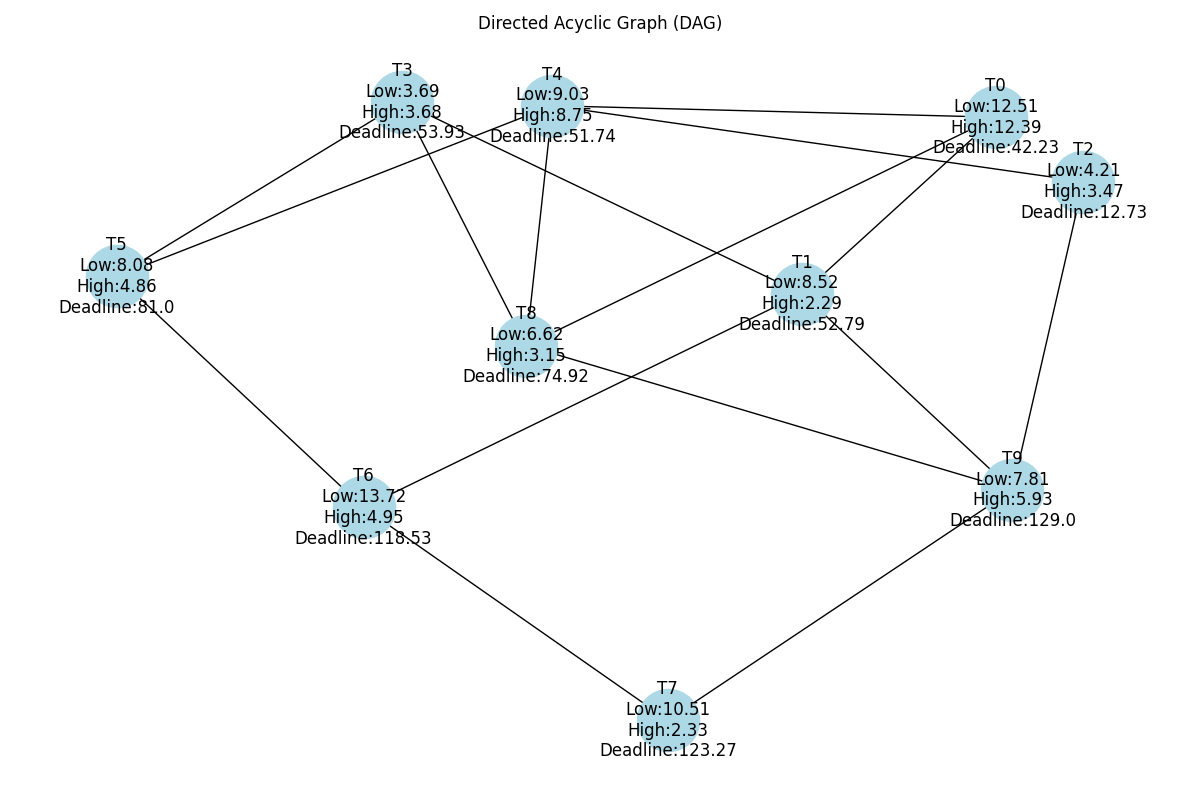 Directed Acyclic Graph (DAG)
T3
Low:3.69
High:3.68
Deadline:53.93
T4
Low:9.03
High:8.75
Deadline:51.74
T0
Low:12.51
High:12.39
Deadline:42.23
T2
Low:4.21
High:3.47
Deadline:12.73
T5
Low:8.08
High:4.86
Deadline:81.0
T1
Low:8.52
High:2.29
Deadline:52.79
T8
Low:6.62
High:3.15
Deadline:74.92
T9
Low:7.81
High:5.93
Deadline:129.0
T6
Low:13.72
High:4.95
Deadline:118.53
T7
Low:10.51
High:2.33
Deadline:123.27